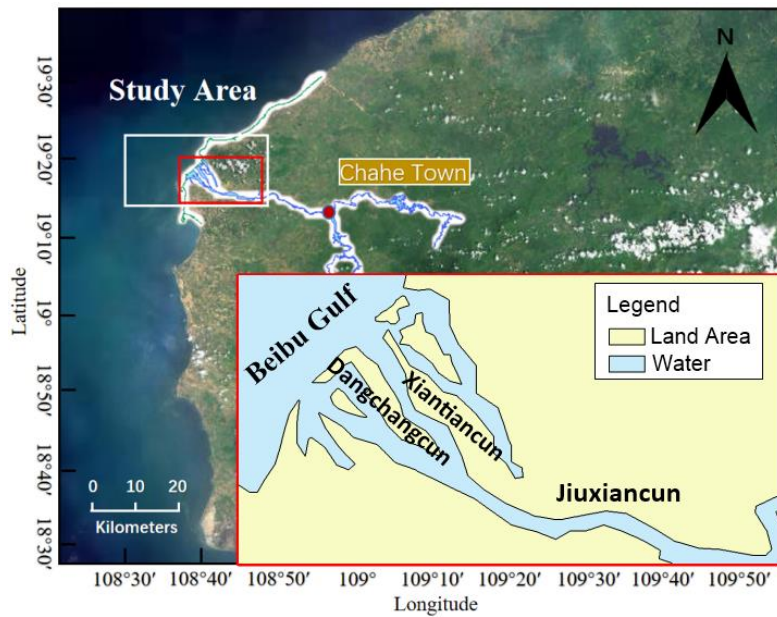 N
Study Area
Chahe Town
Latitude
19°30′
19°20′
19°10′
19°
18°50′
18°40′
18°30′
Beibu Gulf
Dangchangcun
Xiantiancun
Jiuxiancun
Legend
Land Area
Water
0 10 20
Kilometers
108°30′ 108°40′ 108°50′ 109° 109°10′ 109°20′ 109°30′ 109°40′ 109°50′
Longitude